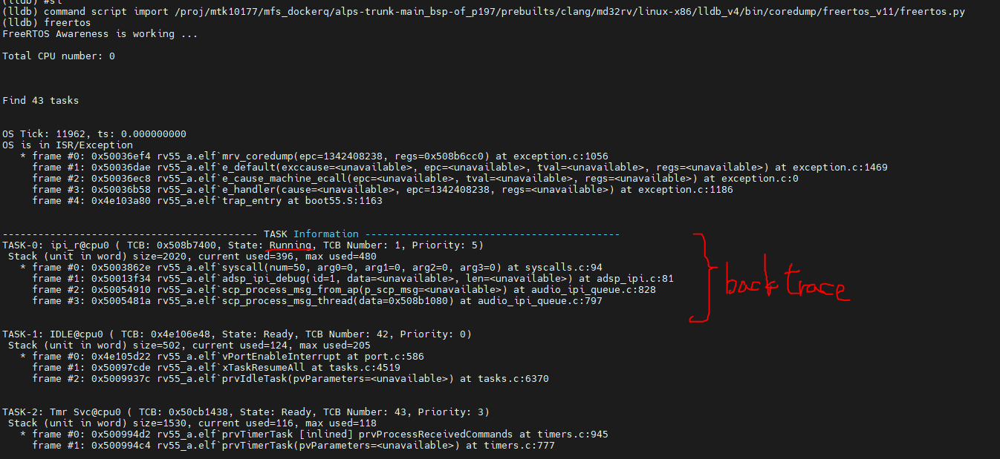 (lldb) #sl
(lldb) command script import /proj/mtk10177/mfs_dockerq/alps-trunk-main_bsp-of_p197/prebuilts/clang/md32rv/linux-x86/lldb_v4/bin/coredump/freertos_v11/freertos.py
(lldb) freertos
FreeRTOS Awareness is working ...
Total CPU number: 0
Find 43 tasks
OS Tick: 11962, ts: 0.000000000
OS is in ISR/Exception
* frame #0: 0x50036ef4 rv55_a.elf`mrv_coredump(epc=1342408238, regs=0x508b6cc0) at exception.c:1056
frame #1: 0x50036dae rv55_a.elf`e_default(exccause=<unavailable>, epc=<unavailable>, tval=<unavailable>, regs=<unavailable>) at exception.c:1469
frame #2: 0x50036ec8 rv55_a.elf`e_cause_machine_ecall(epc=<unavailable>, tval=<unavailable>, regs=<unavailable>) at exception.c:0
frame #3: 0x50036b58 rv55_a.elf`e_handler(cause=<unavailable>, epc=1342408238, regs=<unavailable>) at exception.c:1186
frame #4: 0x4e103a80 rv55_a.elf`trap_entry at boot55.S:1163
------------------------------------------- TASK Information -------------------------------------------
TASK-0: ipi_r@cpu0 ( TCB: 0x508b7400, State: Running, TCB Number: 1, Priority: 5)
Stack (unit in word) size=2020, current used=396, max used=480
* frame #0: 0x5003862e rv55_a.elf`syscall(num=50, arg0=0, arg1=0, arg2=0, arg3=0) at syscalls.c:94
frame #1: 0x50013f34 rv55_a.elf`adsp_ipi_debug(id=1, data=<unavailable>, len=<unavailable>) at adsp_ipi.c:81
frame #2: 0x50054910 rv55_a.elf`scp_process_msg_from_ap(p_scp_msg=<unavailable>) at audio_ipi_queue.c:828
frame #3: 0x5005481a rv55_a.elf`scp_process_msg_thread(data=0x508b1080) at audio_ipi_queue.c:797
back trace
TASK-1: IDLE@cpu0 ( TCB: 0x4e106e48, State: Ready, TCB Number: 42, Priority: 0)
Stack (unit in word) size=502, current used=124, max used=205
* frame #0: 0x4e105d22 rv55_a.elf`vPortEnableInterrupt at port.c:586
frame #1: 0x50097cde rv55_a.elf`xTaskResumeAll at tasks.c:4519
frame #2: 0x5009937c rv55_a.elf`prvIdleTask(pvParameters=<unavailable>) at tasks.c:6370
TASK-2: Tmr Svc@cpu0 ( TCB: 0x50cb1438, State: Ready, TCB Number: 43, Priority: 3)
Stack (unit in word) size=1530, current used=116, max used=118
* frame #0: 0x500994d2 rv55_a.elf`prvTimerTask [inlined] prvProcessReceivedCommands at timers.c:945
frame #1: 0x500994c4 rv55_a.elf`prvTimerTask(pvParameters=<unavailable>) at timers.c:777